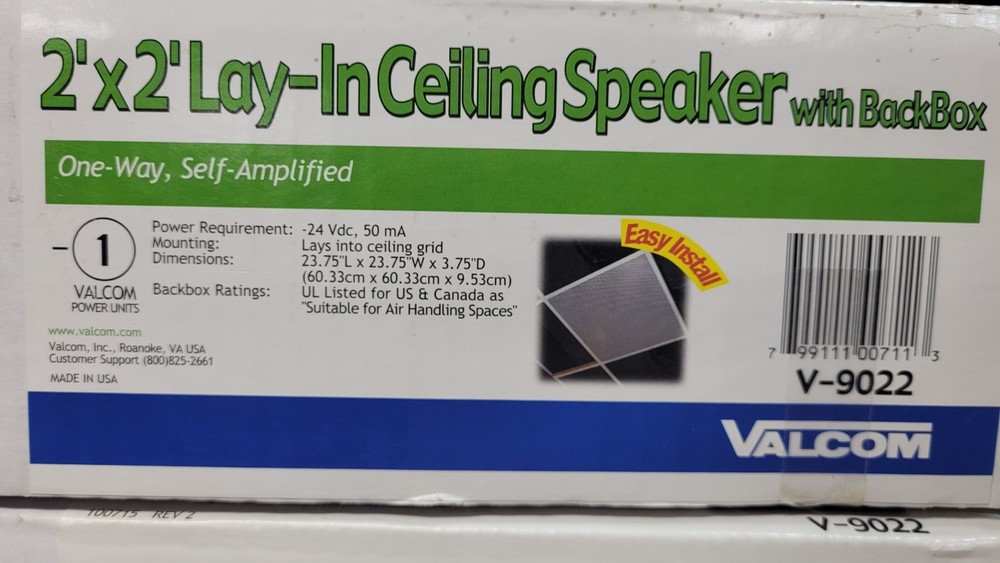 2'x2' Lay-In Ceiling Speaker with BackBox
One-Way, Self-Amplified
-1
VALCOM
POWER UNITS
Power Requirement: -24 Vdc, 50 mA
Mounting: Lays into ceiling grid
Dimensions: 23.75"L x 23.75"W x 3.75"D
(60.33cm x 60.33cm x 9.53cm)
Backbox Ratings: UL Listed for US & Canada as
"Suitable for Air Handling Spaces"
www.valcom.com
Valcom, Inc., Roanoke, VA USA
Customer Support (800)825-2661
MADE IN USA
Easy Install
7 99111 00711 3
V-9022
VALCOM
100715 REV 2
V-9022